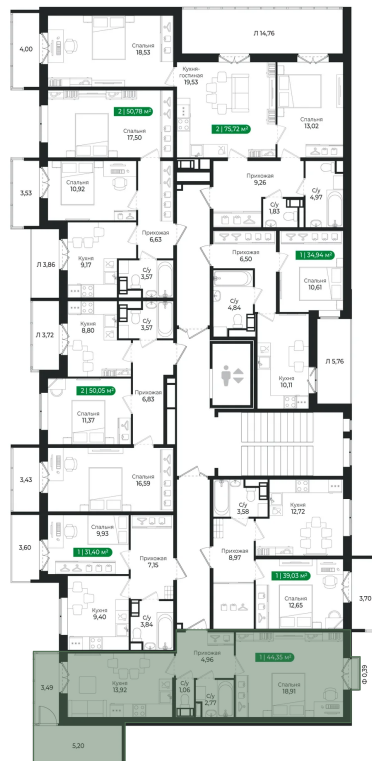 4,00
Спальня
18,53
Л 14,76
Кухня-
гостиная
19,53
2 | 50,78 м²
Спальня
17,50
2 | 75,72 м²
Спальня
13,02
3,53
Спальня
10,92
9,26
С/у
1,83
С/у
4,97
Прихожая
6,63
Прихожая
6,50
1 | 34,94 м²
Спальня
10,61
Л 3,86
Кухня
9,17
С/у
3,57
С/у
4,84
Л 3,72
Кухня
8,80
С/у
3,57
Кухня
10,11
Л 5,76
2 | 50,05 м²
Спальня
11,37
Прихожая
6,83
3,43
Спальня
16,59
С/у
3,58
Кухня
12,72
3,60
Спальня
9,93
1 | 31,40 м²
Прихожая
7,15
Прихожая
8,97
1 | 39,03 м²
Спальня
12,65
3,70
Кухня
9,40
С/у
3,84
Прихожая
4,96
1 | 44,35 м²
Спальня
18,91
Ф 0,39
3,49
Кухня
13,92
С/у
1,06
С/у
2,77
5,20